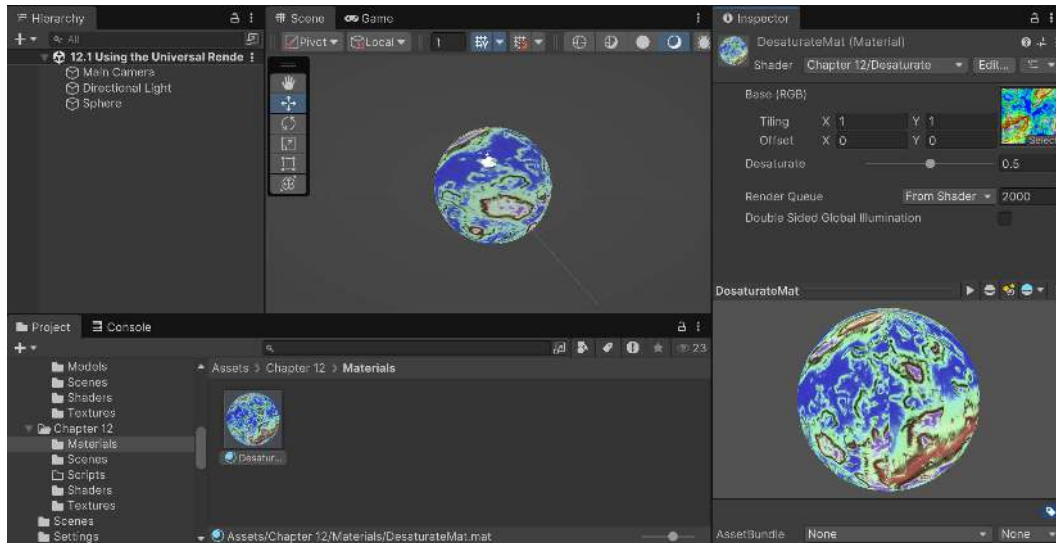 Hierarchy
All
12.1 Using the Universal Rende
Main Camera
Directional Light
Sphere
Scene
Game
Pivot
Local
1
Inspector
DesaturateMat (Material)
Shader
Chapter 12/Desaturate
Edit...
Base (RGB)
Tiling
X 1
Y 1
Offset
X 0
Y 0
Select
Desaturate
0.5
Render Queue
From Shader
2000
Double Sided Global Illumination
DesaturateMat
AssetBundle
None
None
Project
Console
23
Models
Scenes
Shaders
Textures
Chapter 12
Materials
Scenes
Scripts
Shaders
Textures
Scenes
Settings
Assets > Chapter 12 > Materials
Desatur...
Assets/Chapter 12/Materials/DesaturateMat.mat